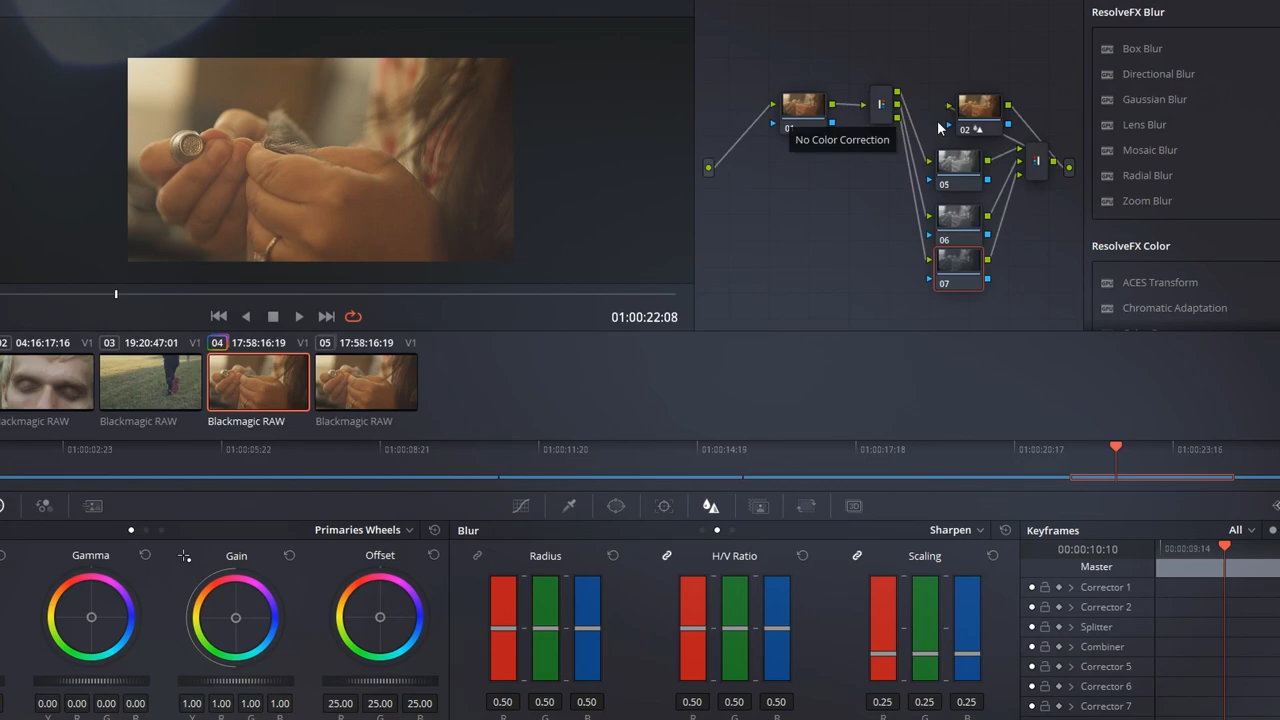 ResolveFX Blur
Box Blur
Directional Blur
Gaussian Blur
Lens Blur
Mosaic Blur
Radial Blur
Zoom Blur
ResolveFX Color
ACES Transform
Chromatic Adaptation
02
No Color Correction
05
06
07
01:00:22:08
02 04:16:17:16 V1
03 19:20:47:01 V1
04 17:58:16:19 V1
05 17:58:16:19 V1
Blackmagic RAW
Blackmagic RAW
Blackmagic RAW
01:00:02:23
01:00:05:22
01:00:08:21
01:00:11:20
01:00:14:19
01:00:17:18
01:00:20:17
01:00:23:16
Primaries Wheels
Blur
Sharpen
Keyframes
All
Gamma
Gain
Offset
Radius
H/V Ratio
Scaling
00:00:10:10
00:00:09:14
Master
Corrector 1
Corrector 2
Splitter
Combiner
Corrector 5
Corrector 6
Corrector 7
0.00 0.00 0.00 0.00
1.00 1.00 1.00 1.00
25.00 25.00 25.00
0.50 0.50 0.50
0.50 0.50 0.50
0.25 0.25 0.25